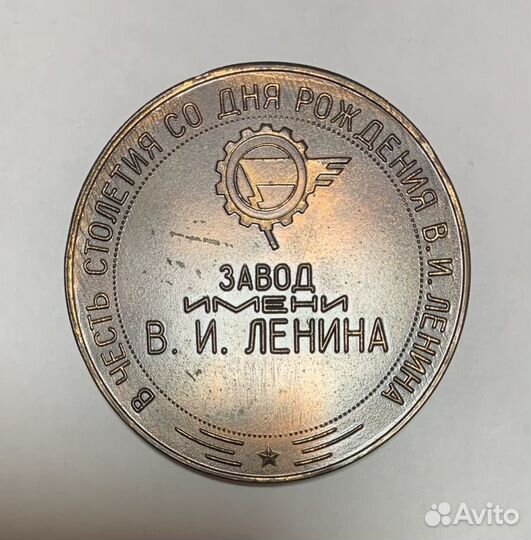 В ЧЕСТЬ СТОЛЕТИЯ СО ДНЯ РОЖДЕНИЯ В. И. ЛЕНИНА
ЗАВОД
ИМЕНИ
В. И. ЛЕНИНА
Avito